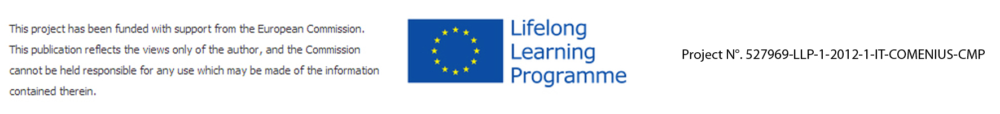 This project has been funded with support from the European Commission.
This publication reflects the views only of the author, and the Commission
cannot be held responsible for any use which may be made of the information
contained therein.
Lifelong
Learning
Programme
Project N°. 527969-LLP-1-2012-1-IT-COMENIUS-CMP